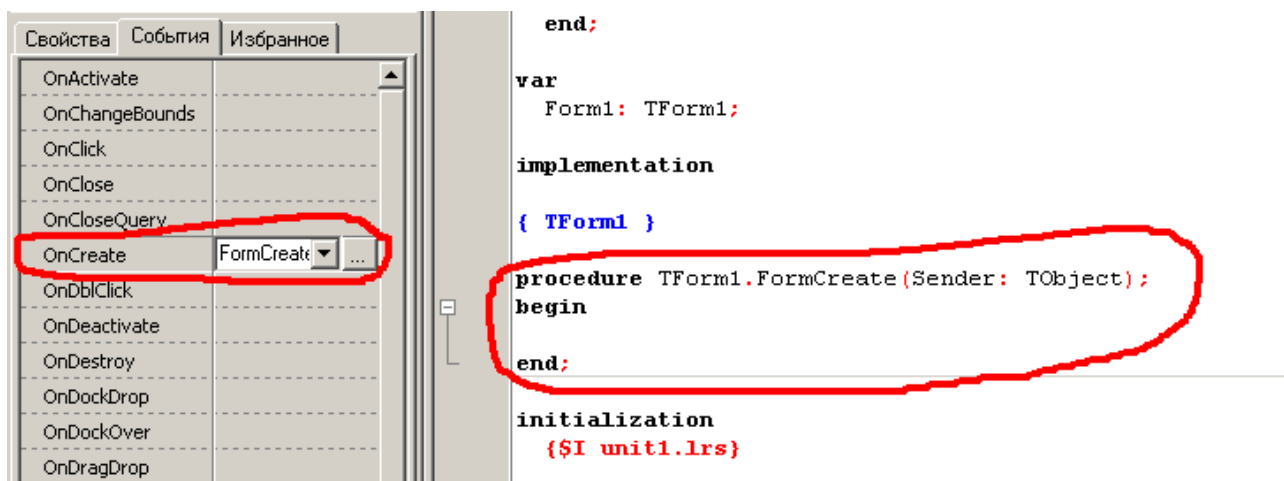 Свойства События Избранное
OnActivate
OnChangeBounds
OnClick
OnClose
OnCloseQuery
OnCreate FormCreate ...
OnDblClick
OnDeactivate
OnDestroy
OnDockDrop
OnDockOver
OnDragDrop
end;
var
Form1: TForm1;
implementation
{ TForm1 }
procedure TForm1.FormCreate(Sender: TObject);
begin
end;
initialization
{$I unit1.lrs}